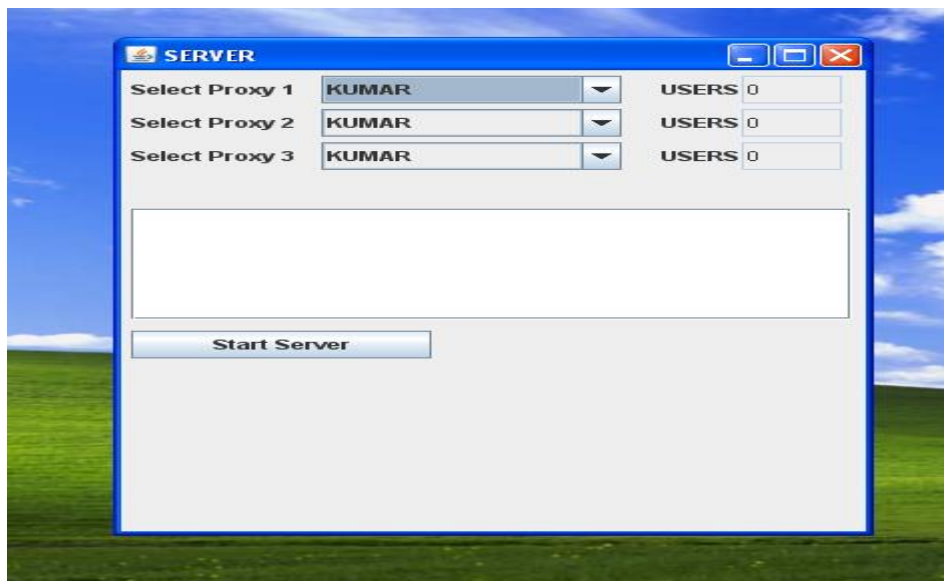 SERVER
Select Proxy 1 KUMAR USERS 0
Select Proxy 2 KUMAR USERS 0
Select Proxy 3 KUMAR USERS 0
Start Server